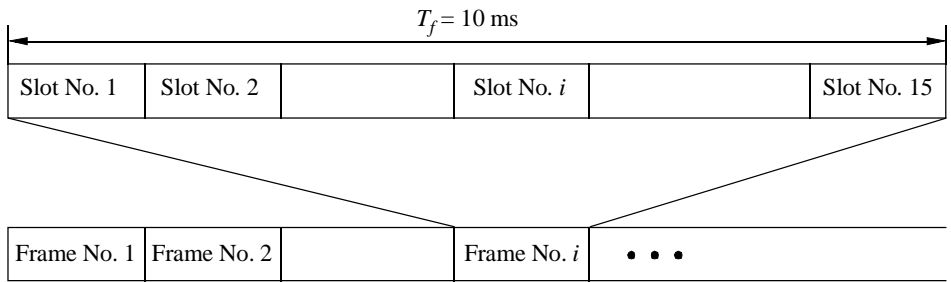 T_f = 10 ms
Slot No. 1 Slot No. 2 Slot No. i Slot No. 15
Frame No. 1 Frame No. 2 Frame No. i • • •